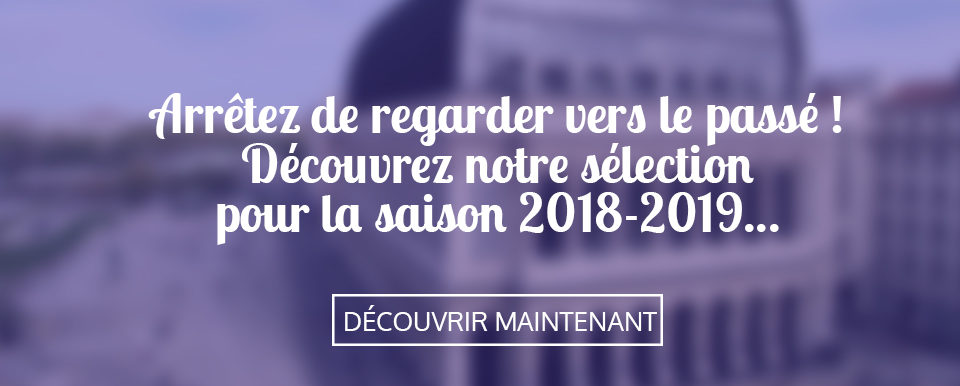 Arrêtez de regarder vers le passé !
Découvrez notre sélection
pour la saison 2018-2019...
DÉCOUVRIR MAINTENANT